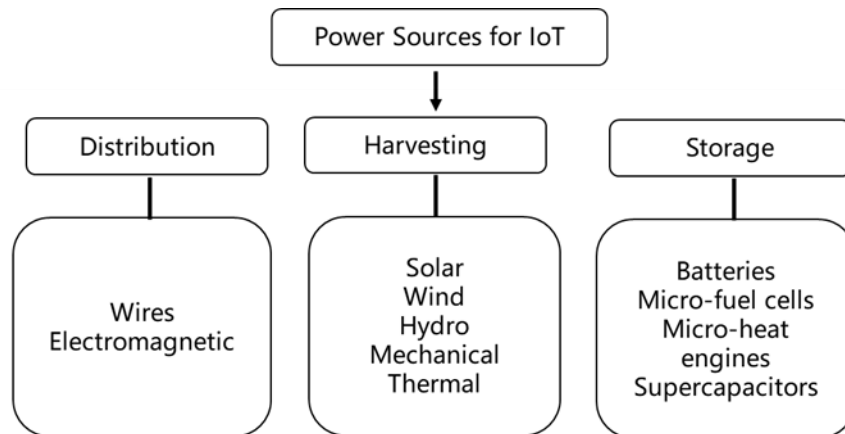 Power Sources for IoT
Distribution
Harvesting
Storage
Wires
Electromagnetic
Solar
Wind
Hydro
Mechanical
Thermal
Batteries
Micro-fuel cells
Micro-heat
engines
Supercapacitors